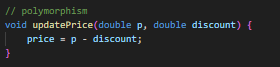 // polymorphism
void updatePrice(double p, double discount) {
    price = p - discount;
}